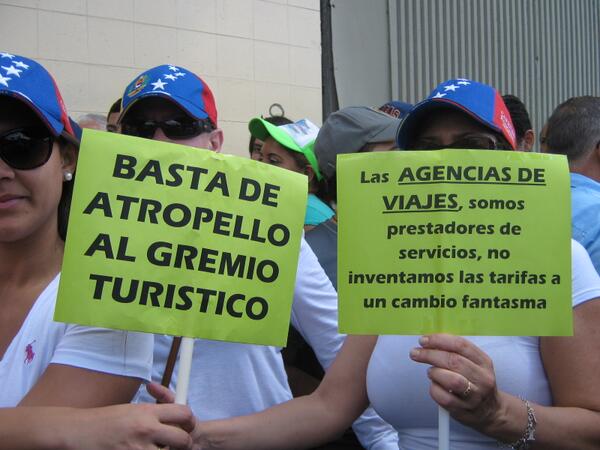 BASTA DE
ATROPELLO
AL GREMIO
TURISTICO
Las AGENCIAS DE
VIAJES, somos
prestadores de
servicios, no
inventamos las tarifas a
un cambio fantasma